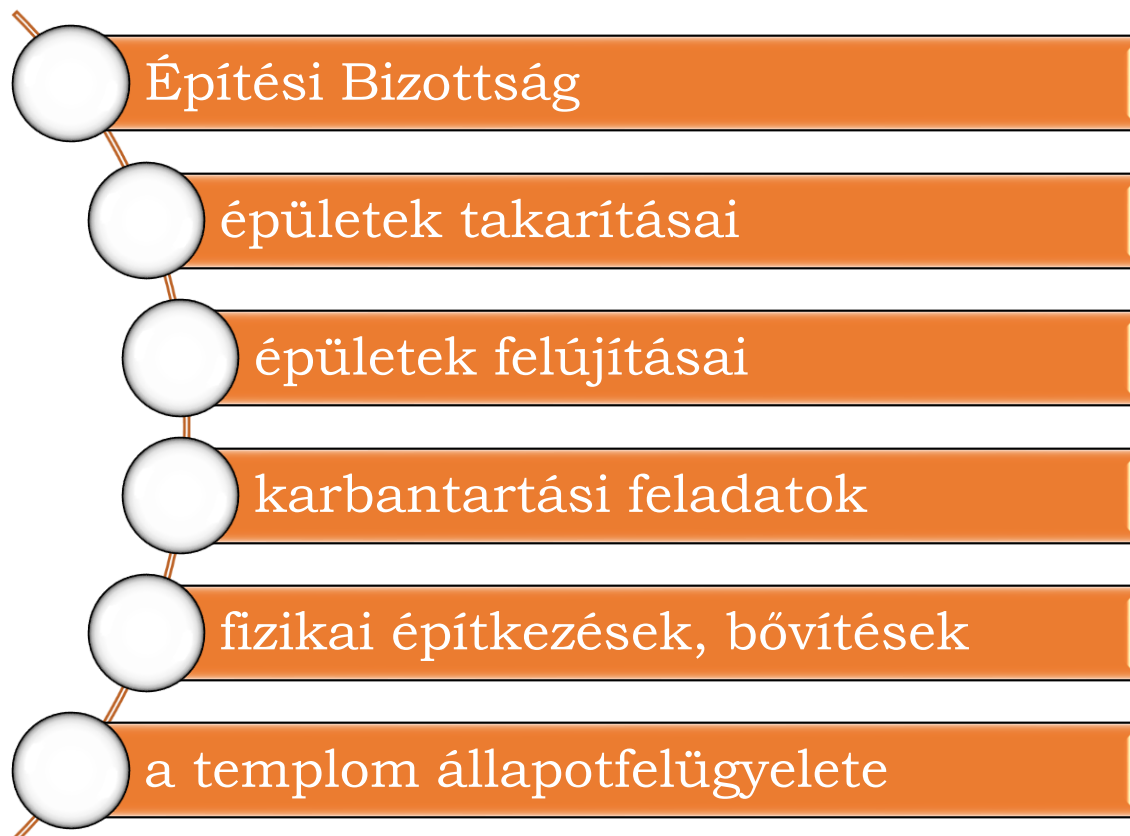 Építési Bizottság
épületek takarításai
épületek felújításai
karbantartási feladatok
fizikai építkezések, bővítések
a templom állapotfelügyelete